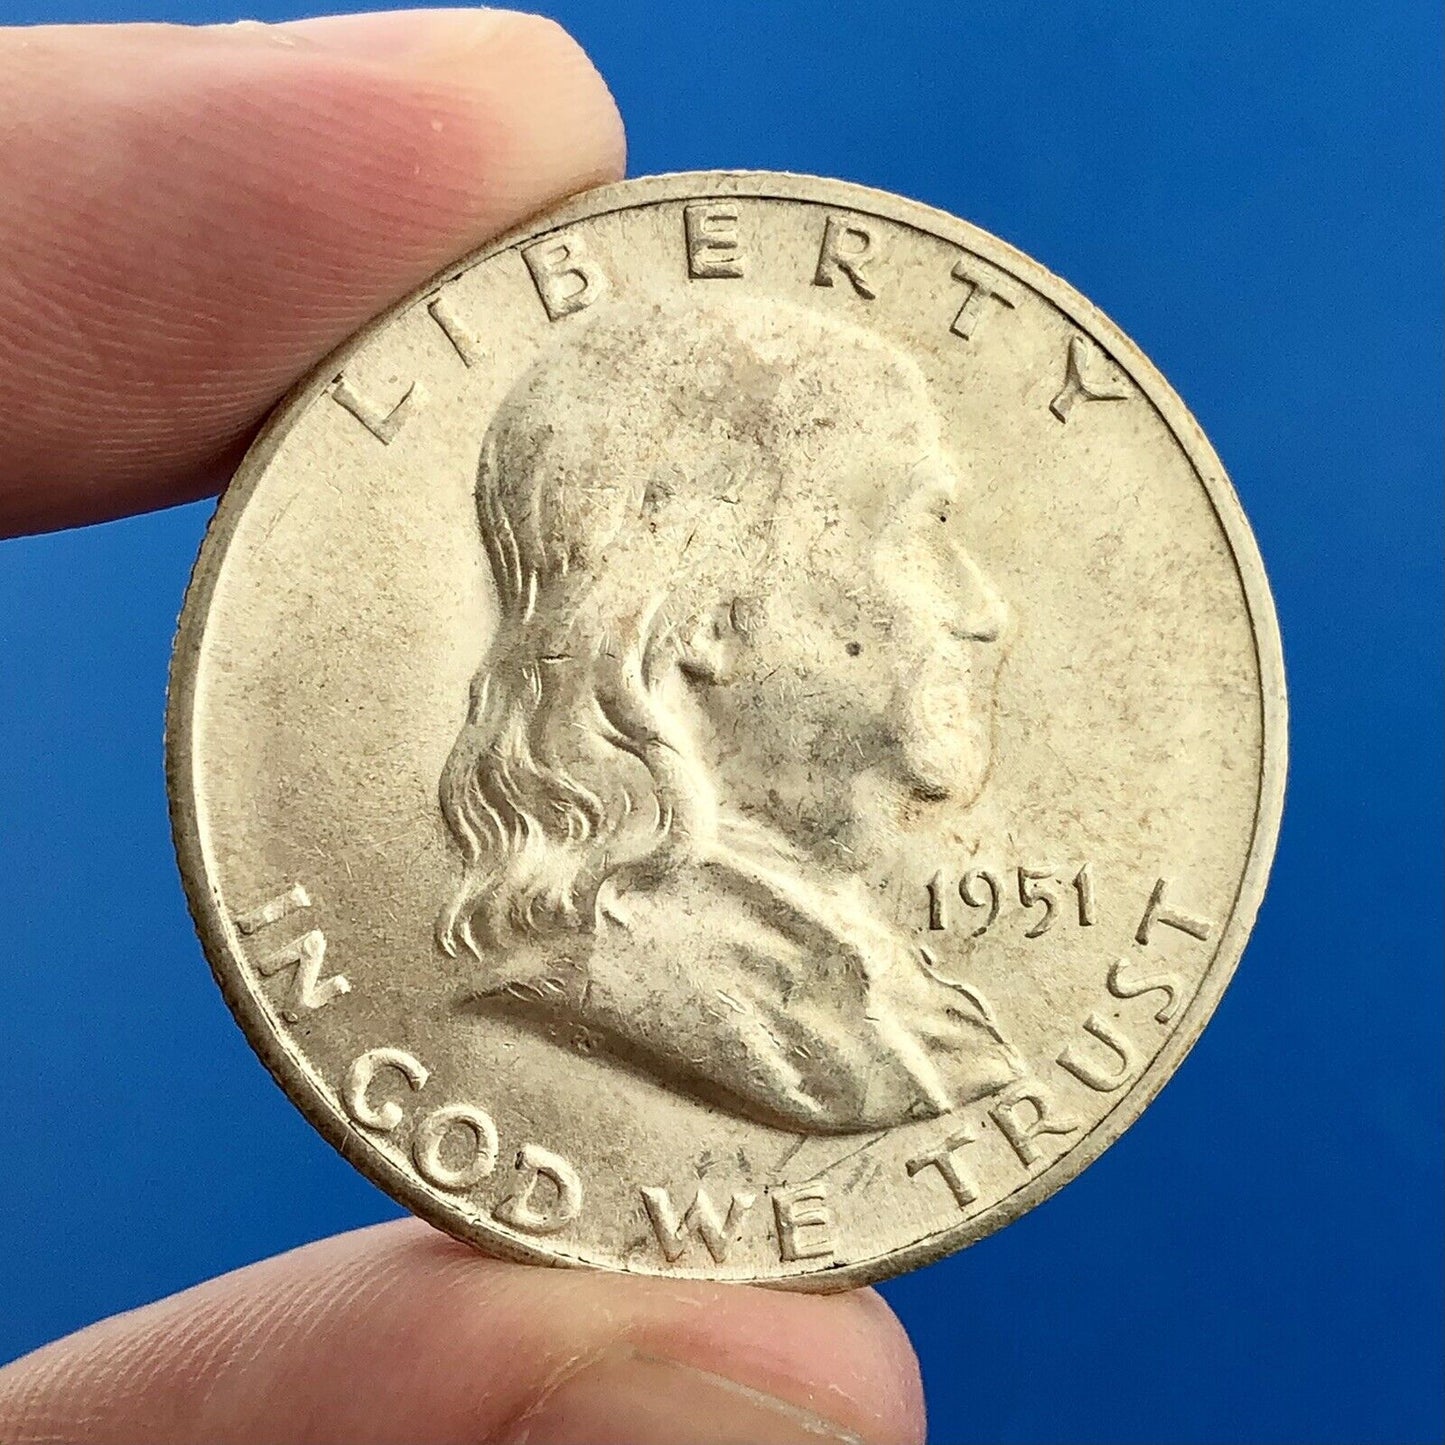 LIBERTY
1951
IN GOD WE TRUST